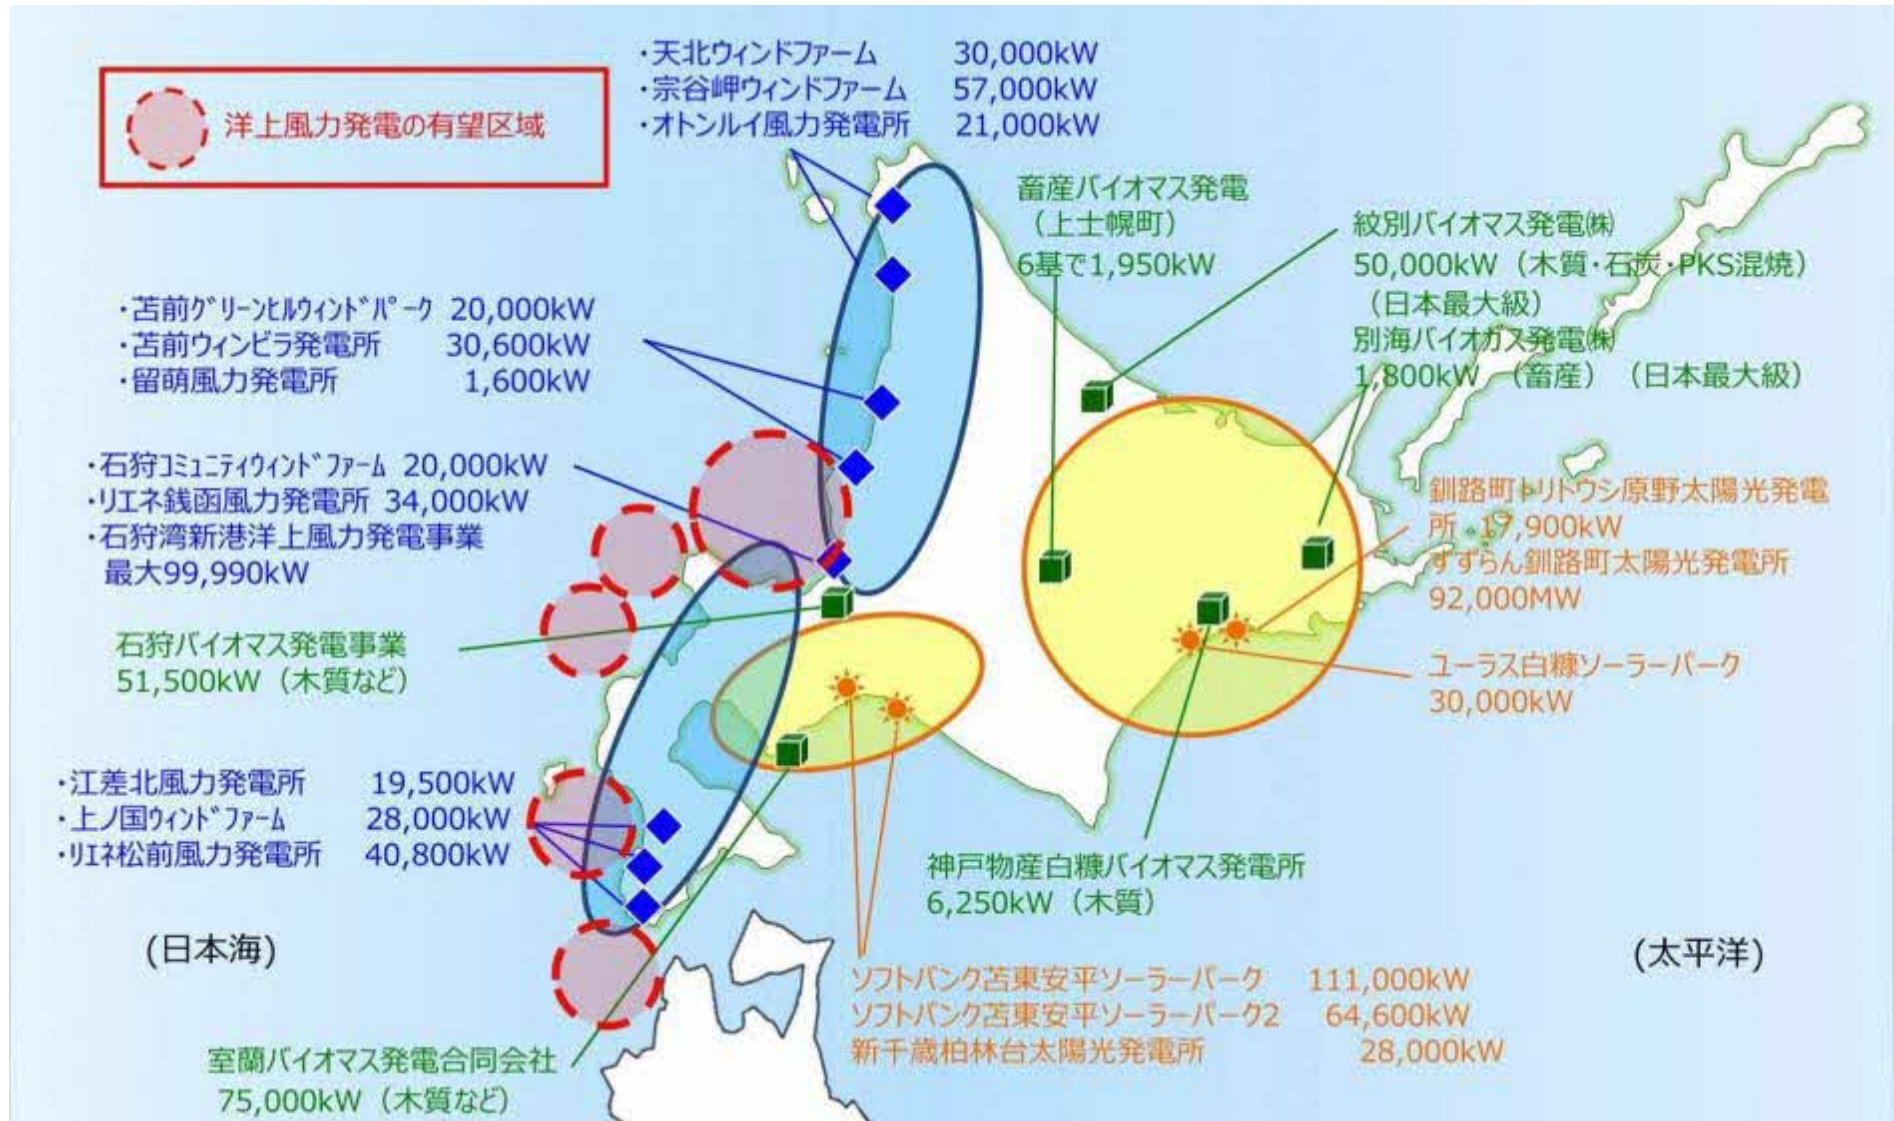 洋上風力発電の有望区域
・天北ウィンドファーム 30,000kW
・宗谷岬ウィンドファーム 57,000kW
・オトンルイ風力発電所 21,000kW
畜産バイオマス発電
（上士幌町）
6基で1,950kW
紋別バイオマス発電㈱
50,000kW（木質・石炭・PKS混焼）
（日本最大級）
別海バイオガス発電㈱
1,800kW （畜産）（日本最大級）
・苫前ｸﾞﾘｰﾝﾋﾙｳｨﾝﾄﾞﾊﾟｰｸ 20,000kW
・苫前ウィンビラ発電所 30,600kW
・留萌風力発電所 1,600kW
・石狩ｺﾐｭﾆﾃｨｳｨﾝﾄﾞﾌｧｰﾑ 20,000kW
・ﾘｴﾈ銭函風力発電所 34,000kW
・石狩湾新港洋上風力発電事業
最大99,990kW
釧路町トリトウシ原野太陽光発電
所 17,900kW
すずらん釧路町太陽光発電所
92,000MW
石狩バイオマス発電事業
51,500kW（木質など）
ユーラス白糠ソーラーパーク
30,000kW
・江差北風力発電所 19,500kW
・上ノ国ｳｨﾝﾄﾞﾌｧｰﾑ 28,000kW
・ﾘｴﾈ松前風力発電所 40,800kW
神戸物産白糠バイオマス発電所
6,250kW（木質）
(日本海)
(太平洋)
ソフトバンク苫東安平ソーラーパーク 111,000kW
ソフトバンク苫東安平ソーラーパーク2 64,600kW
新千歳柏林台太陽光発電所 28,000kW
室蘭バイオマス発電合同会社
75,000kW（木質など）